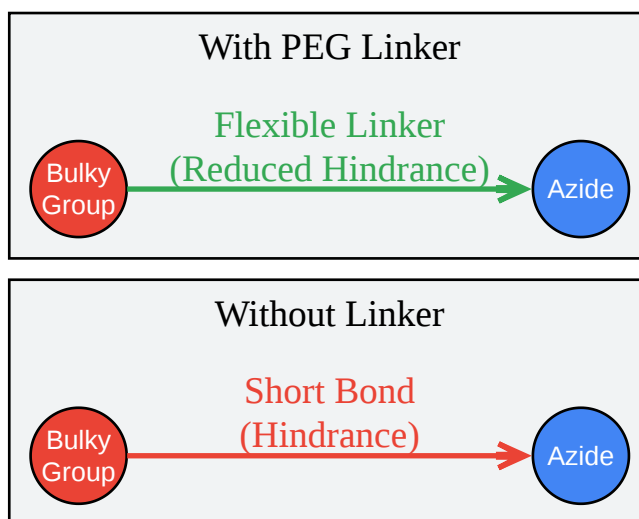 With PEG Linker
Flexible Linker
(Reduced Hindrance)
Bulky
Group
Azide
Without Linker
Short Bond
(Hindrance)
Bulky
Group
Azide